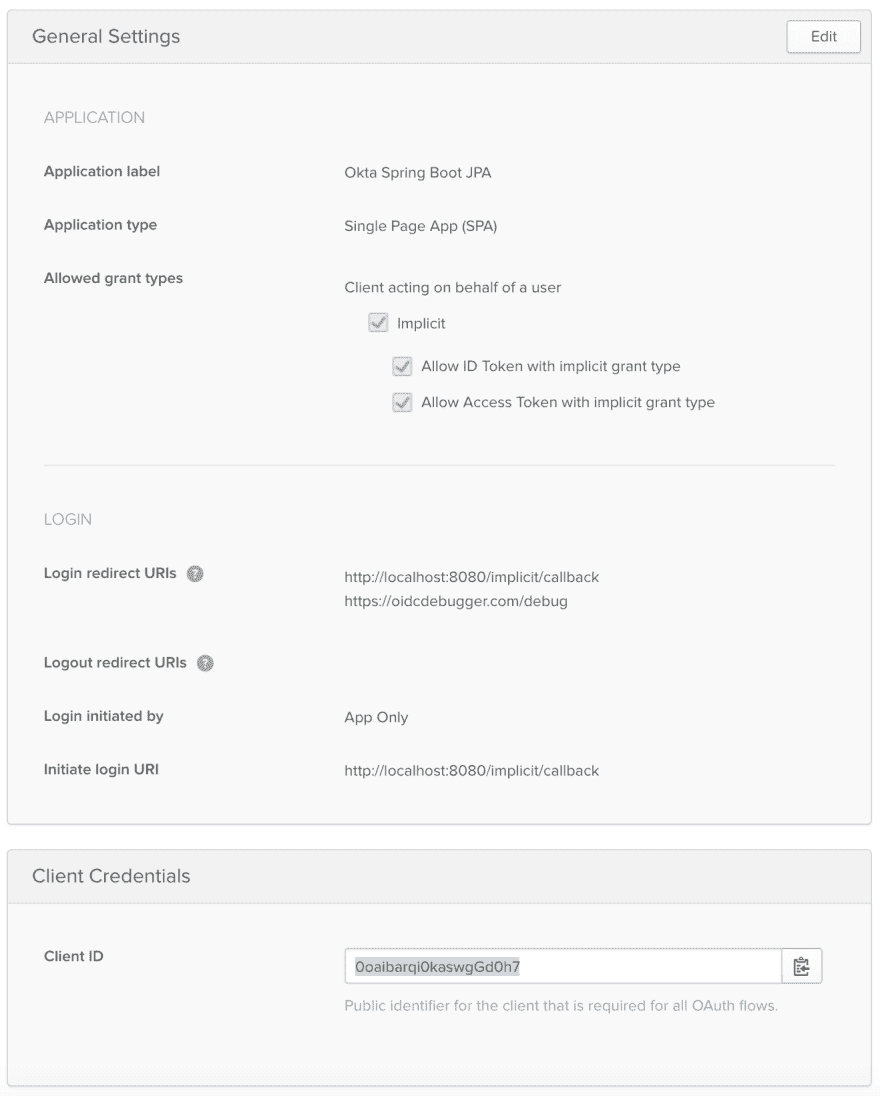 General Settings
Edit
APPLICATION
Application label
Okta Spring Boot JPA
Application type
Single Page App (SPA)
Allowed grant types
Client acting on behalf of a user
Implicit
Allow ID Token with implicit grant type
Allow Access Token with implicit grant type
LOGIN
Login redirect URIs ?
http://localhost:8080/implicit/callback
https://oidcdebugger.com/debug
Logout redirect URIs ?
Login initiated by
App Only
Initiate login URI
http://localhost:8080/implicit/callback
Client Credentials
Client ID
0oaibarqi0kaswgGd0h7
Public identifier for the client that is required for all OAuth flows.